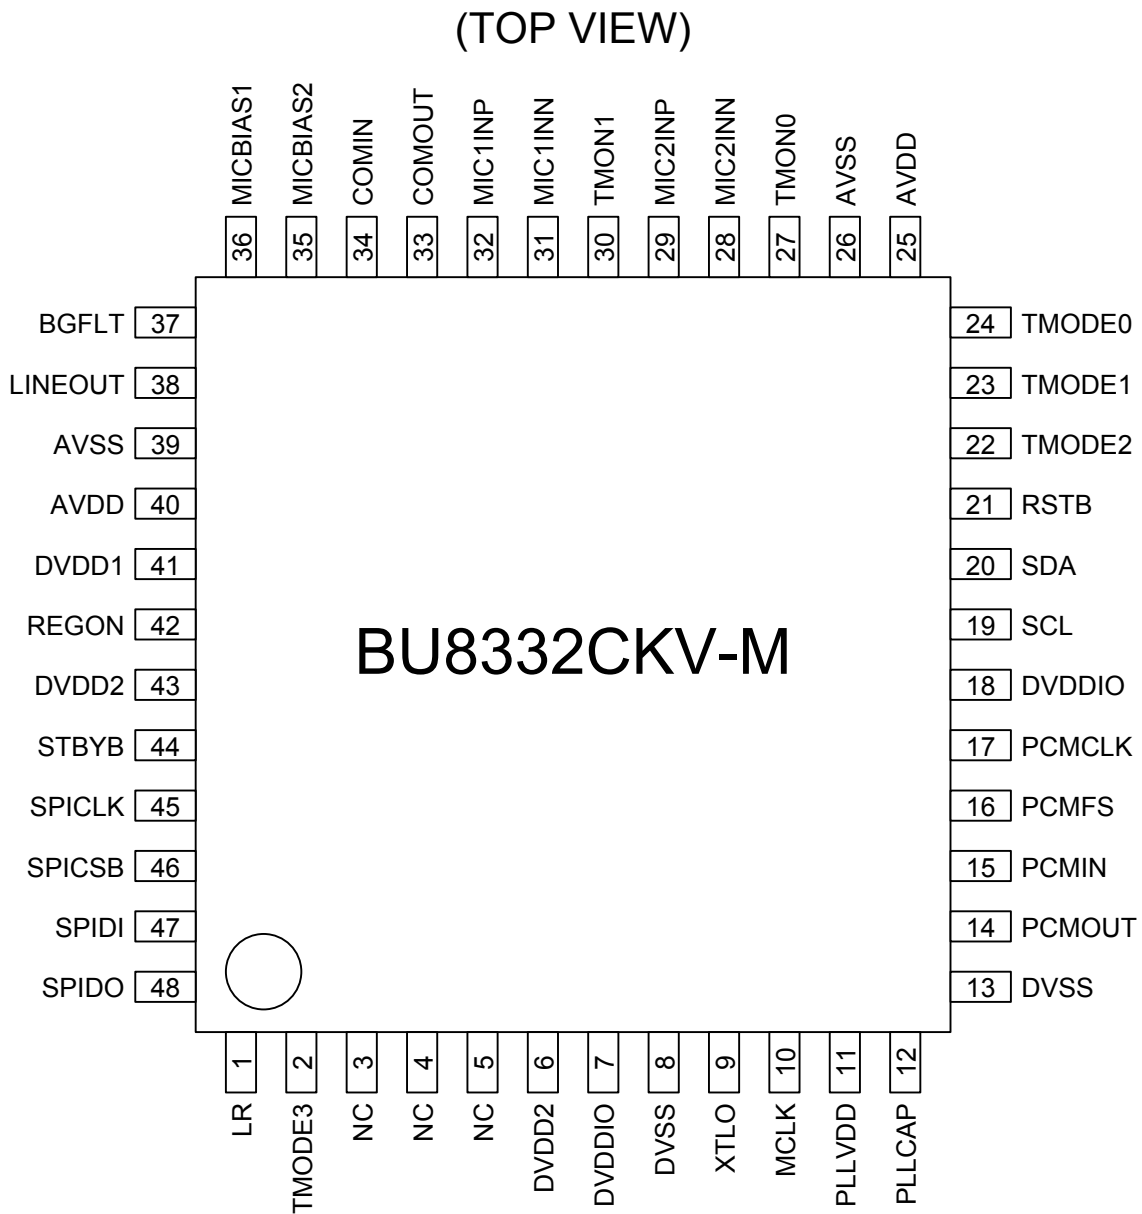 (TOP VIEW)
MICBIAS1
MICBIAS2
COMIN
COMOUT
MIC1INP
MIC1INN
TMON1
MIC2INP
MIC2INN
TMON0
AVSS
AVDD
36
35
34
33
32
31
30
29
28
27
26
25
BGFLT 37
LINEOUT 38
AVSS 39
AVDD 40
DVDD1 41
REGON 42
DVDD2 43
STBYB 44
SPICLK 45
SPICSB 46
SPIDI 47
SPIDO 48
BU8332CKV-M
24 TMODE0
23 TMODE1
22 TMODE2
21 RSTB
20 SDA
19 SCL
18 DVDDIO
17 PCMCLK
16 PCMFS
15 PCMIN
14 PCMOUT
13 DVSS
1
2
3
4
5
6
7
8
9
10
11
12
LR
TMODE3
NC
NC
NC
DVDD2
DVDDIO
DVSS
XTLO
MCLK
PLLVDD
PLLCAP